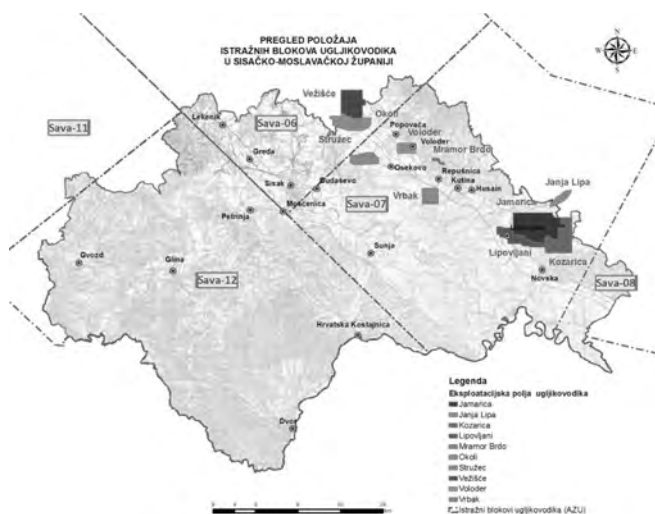 PREGLED POLOŽAJA
ISTRAŽNIH BLOKOVA UGLJIKOVODIKA
U SISAČKO-MOSLAVAČKOJ ŽUPANIJI
N
W E
S
Vežišće
Okoli
Popovača
Voloder
Voloder
Lekenik
Sava-06
Sava-11
Stružec
Mramor Brdo
Greda
Osekovo
Repušnica
Kutina
Husain
Janja Lipa
Sisak
Budaševo
Vrbak
Jamarica
Sava-07
Petrinja
Mošćenica
Lipovljani
Kozarica
Sunja
Gvozd
Glina
Sava-12
Novska
Sava-08
Hrvatska Kostajnica
Dvor
Legenda
Eksploatacijska polja ugljikovodika
Jamarica
Janja Lipa
Kozarica
Lipovljani
Mramor Brdo
Okoli
Stružec
Vežišće
Voloder
Vrbak
Istražni blokovi ugljikovodika (AZU)